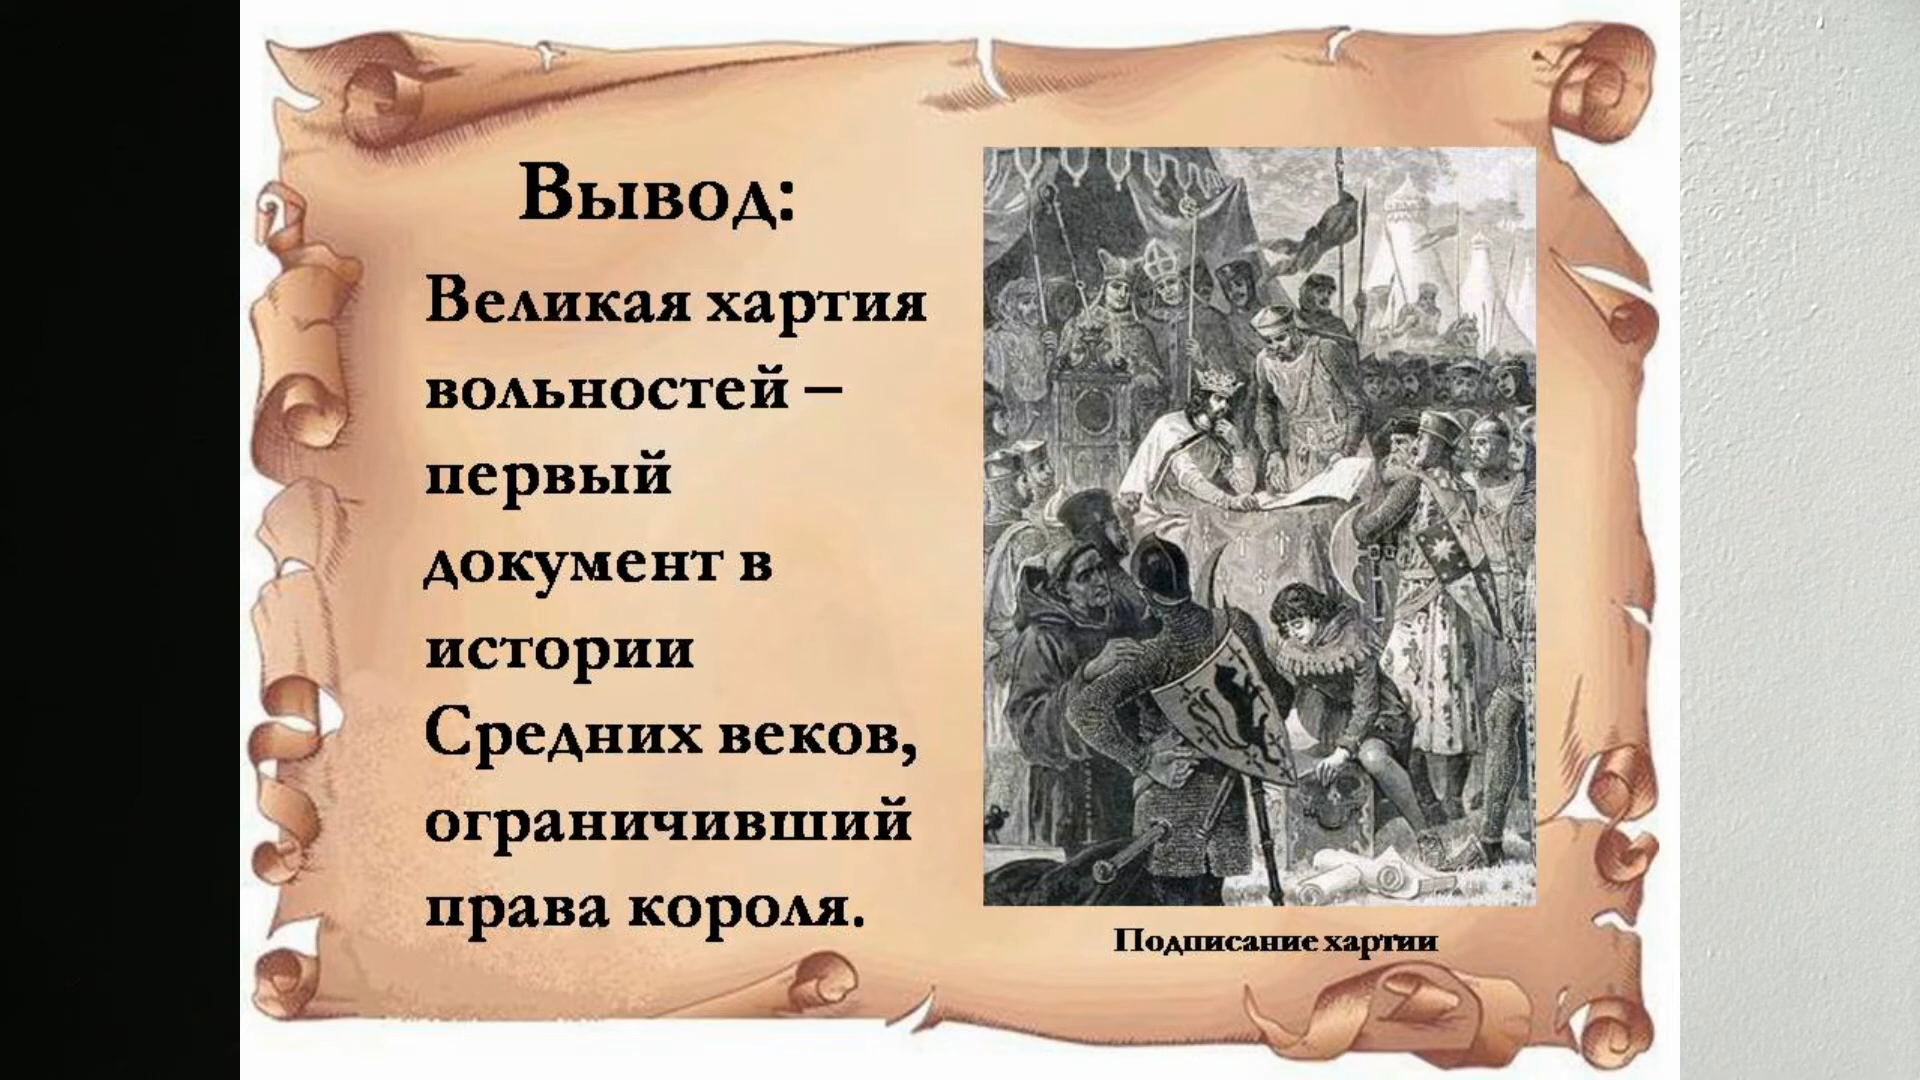 Вывод:
Великая хартия
вольностей –
первый
документ в
истории
Средних веков,
ограничивший
права короля.
Подписание хартии